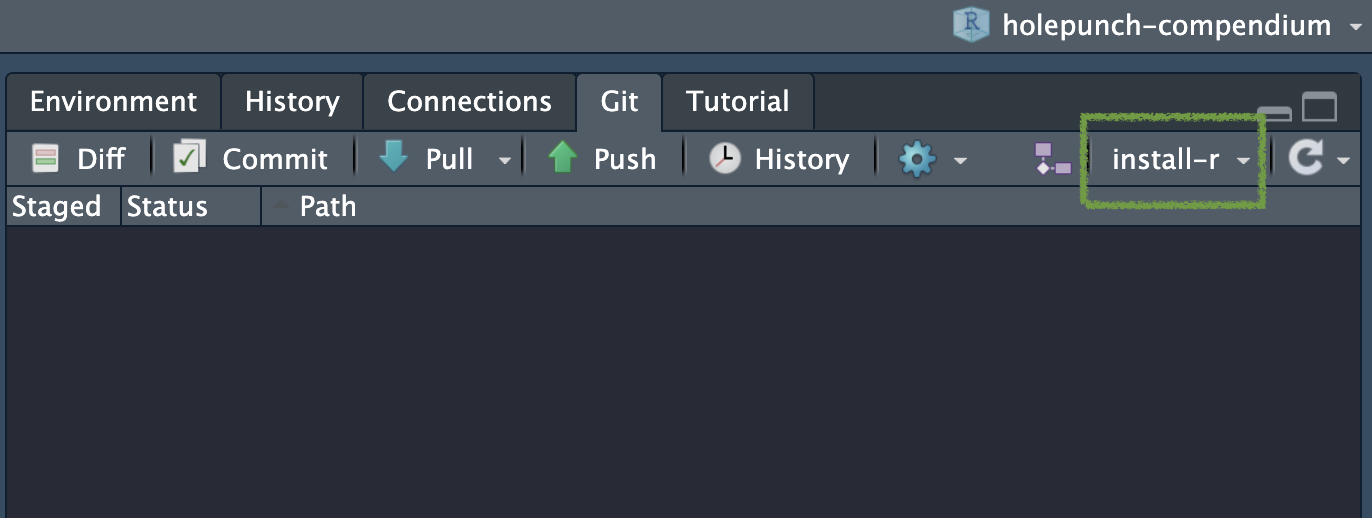 holepunch-compendium
Environment History Connections Git Tutorial
Diff Commit Pull Push History install-r
Staged Status Path